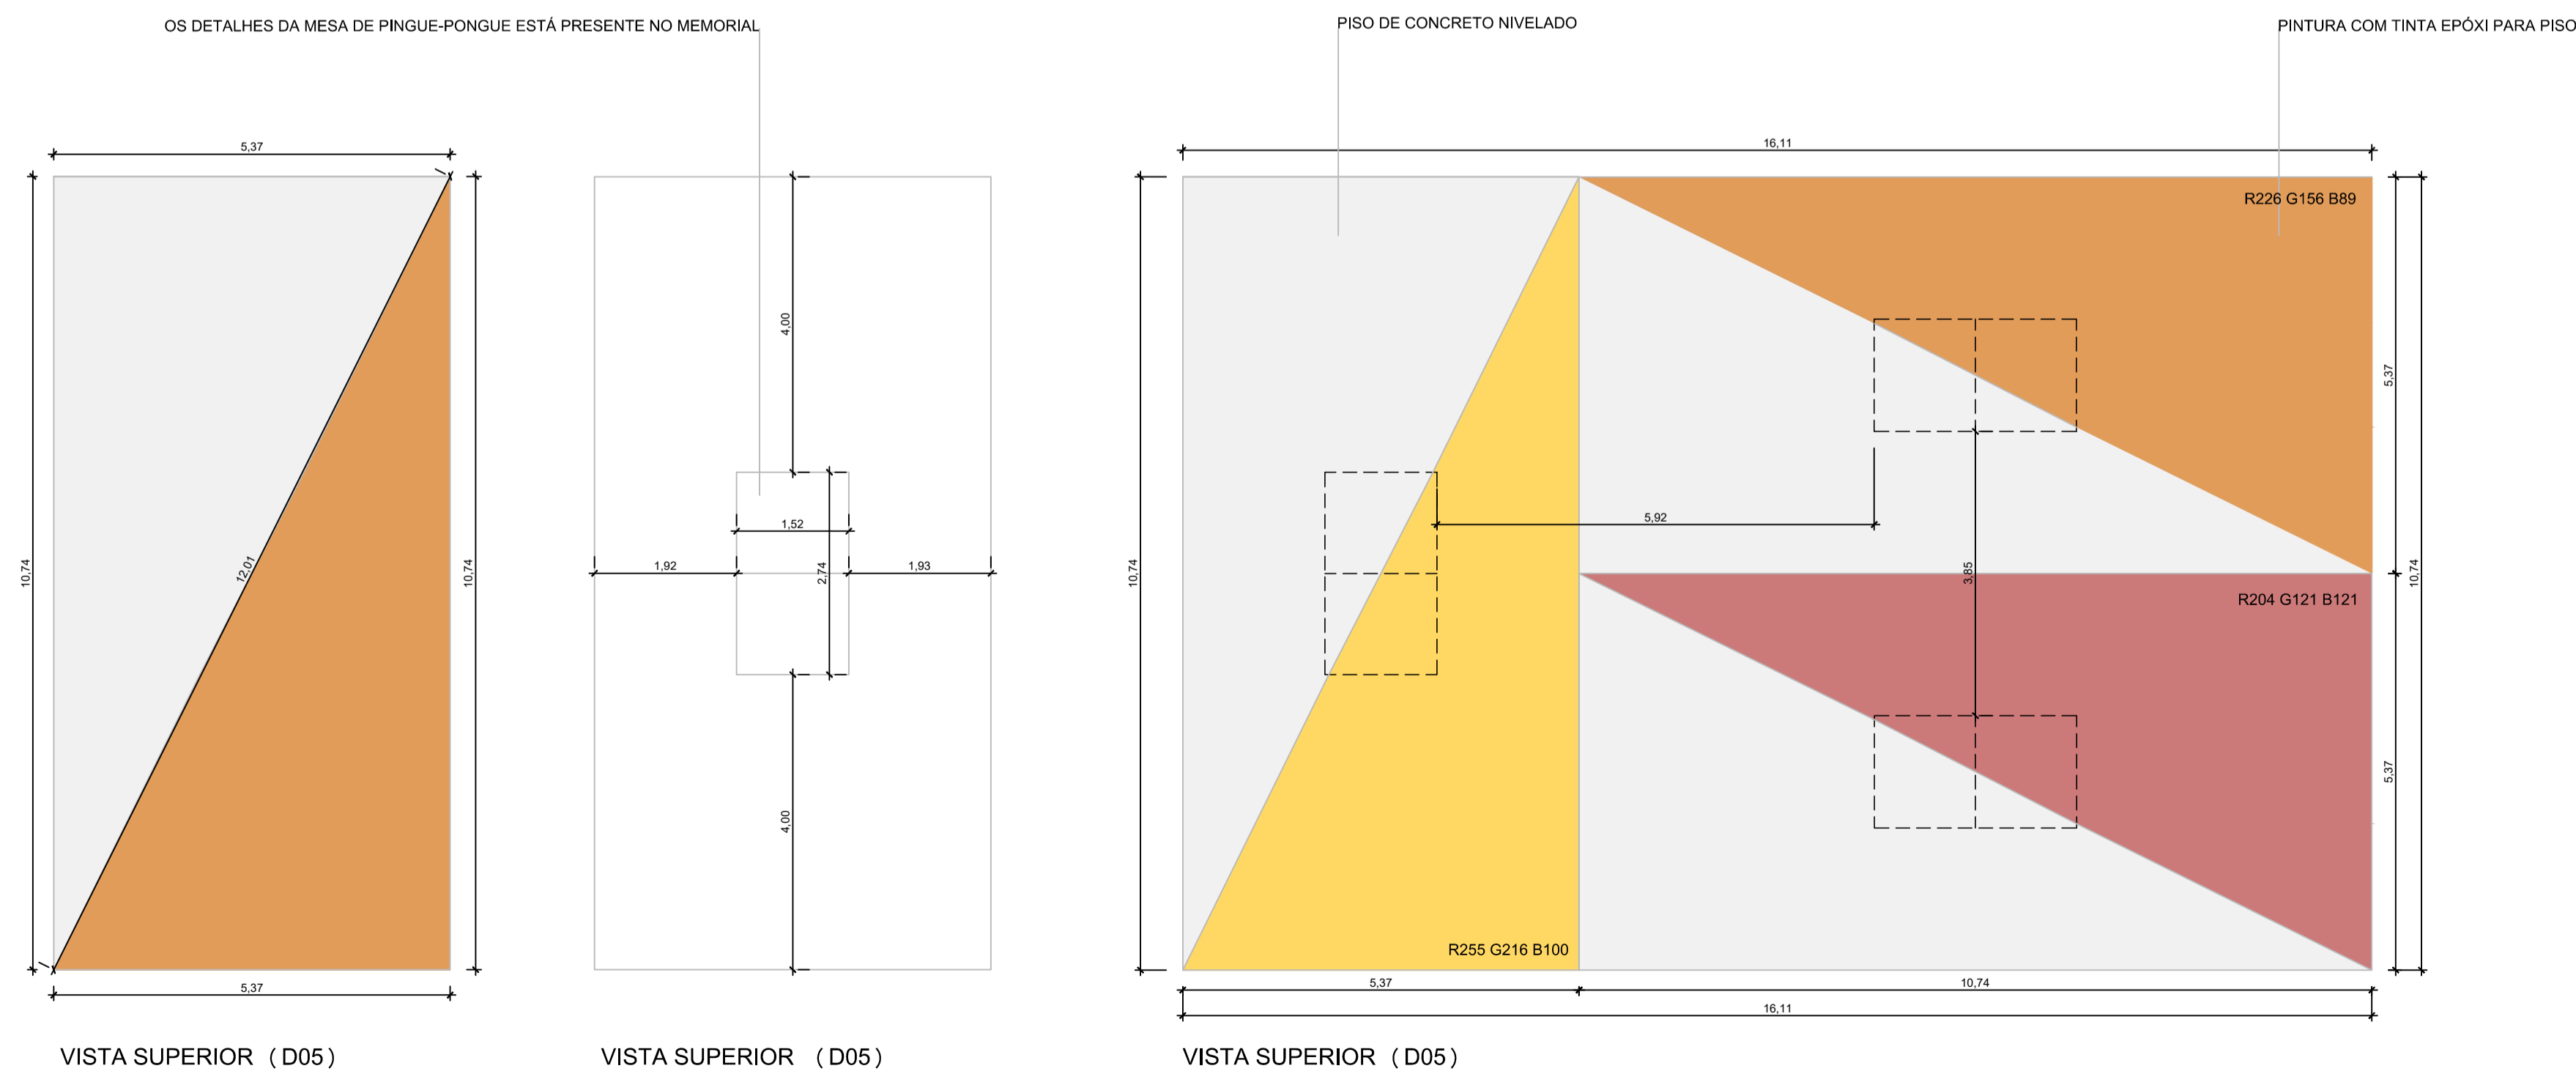 OS DETALHES DA MESA DE PINGUE-PONGUE ESTÁ PRESENTE NO MEMORIAL
PISO DE CONCRETO NIVELADO
PINTURA COM TINTA EPÓXI PARA PISO
5,37
10,74
12,01
10,74
5,37
VISTA SUPERIOR (D05)
4,00
1,52
1,92
2,74
1,93
4,00
VISTA SUPERIOR (D05)
16,11
R226 G156 B89
10,74
5,37
5,92
3,85
10,74
R204 G121 B121
5,37
R255 G216 B100
5,37
10,74
16,11
VISTA SUPERIOR (D05)